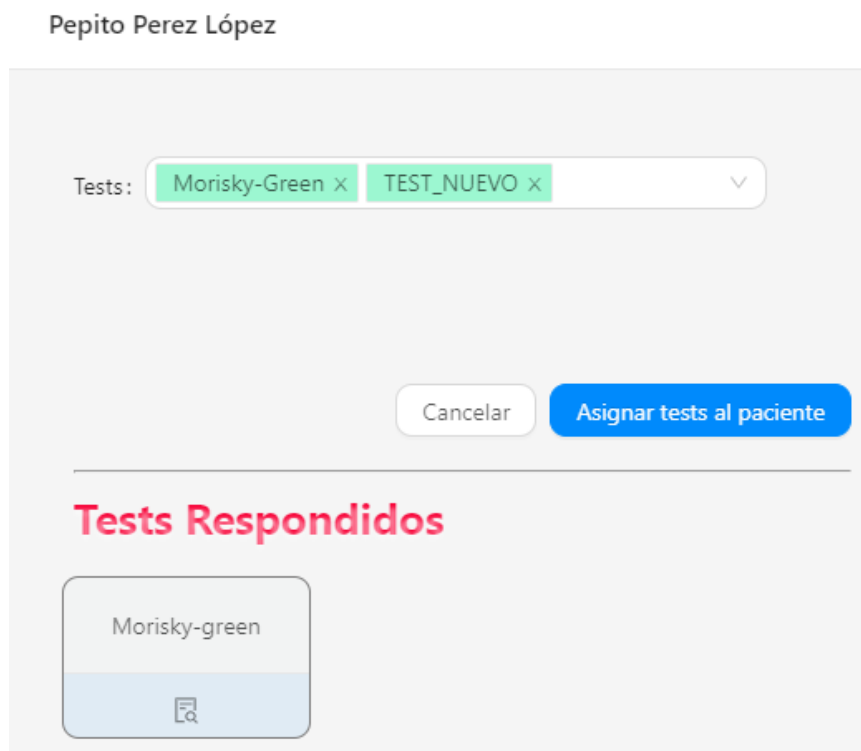 Pepito Perez López
Tests: Morisky-Green × TEST_NUEVO ×
Cancelar Asignar tests al paciente
Tests Respondidos
Morisky-green